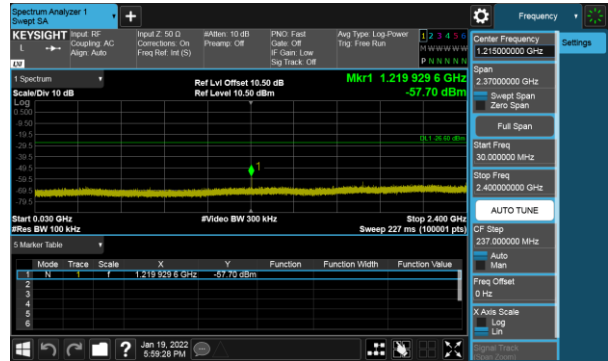 Spectrum Analyzer 1
Swept SA
+
Frequency
KEYSIGHT
L
Input: RF
Coupling: AC
Align: Auto
Input Z: 50 Ω
Corrections: On
Freq Ref: Int (S)
#Atten: 10 dB
Preamp: Off
PNO: Fast
Gate: Off
IF Gain: Low
Sig Track: Off
Avg Type: Log-Power
Trig: Free Run
1 2 3 4 5 6
M W W W W W
P N N N N N
LXI
1 Spectrum
Scale/Div 10 dB
Log
Ref Lvl Offset 10.50 dB
Ref Level 10.50 dBm
Mkr1 1.219 929 6 GHz
-57.70 dBm
0.500
-9.50
-19.5
-29.5
-39.5
-49.5
-59.5
-69.5
-79.5
DL1 -26.60 dBm
1
Start 0.030 GHz
#Res BW 100 kHz
#Video BW 300 kHz
Stop 2.400 GHz
Sweep 227 ms (100001 pts)
5 Marker Table
Mode Trace Scale X Y Function Function Width Function Value
1 N 1 f 1.219 929 6 GHz -57.70 dBm
2
3
4
5
6
Jan 19, 2022
5:59:28 PM
?
Center Frequency
1.215000000 GHz
Settings
Span
2.37000000 GHz
Swept Span
Zero Span
Full Span
Start Freq
30.000000 MHz
Stop Freq
2.400000000 GHz
AUTO TUNE
CF Step
237.000000 MHz
Auto
Man
Freq Offset
0 Hz
X Axis Scale
Log
Lin
Signal Track
(Span Zoom)